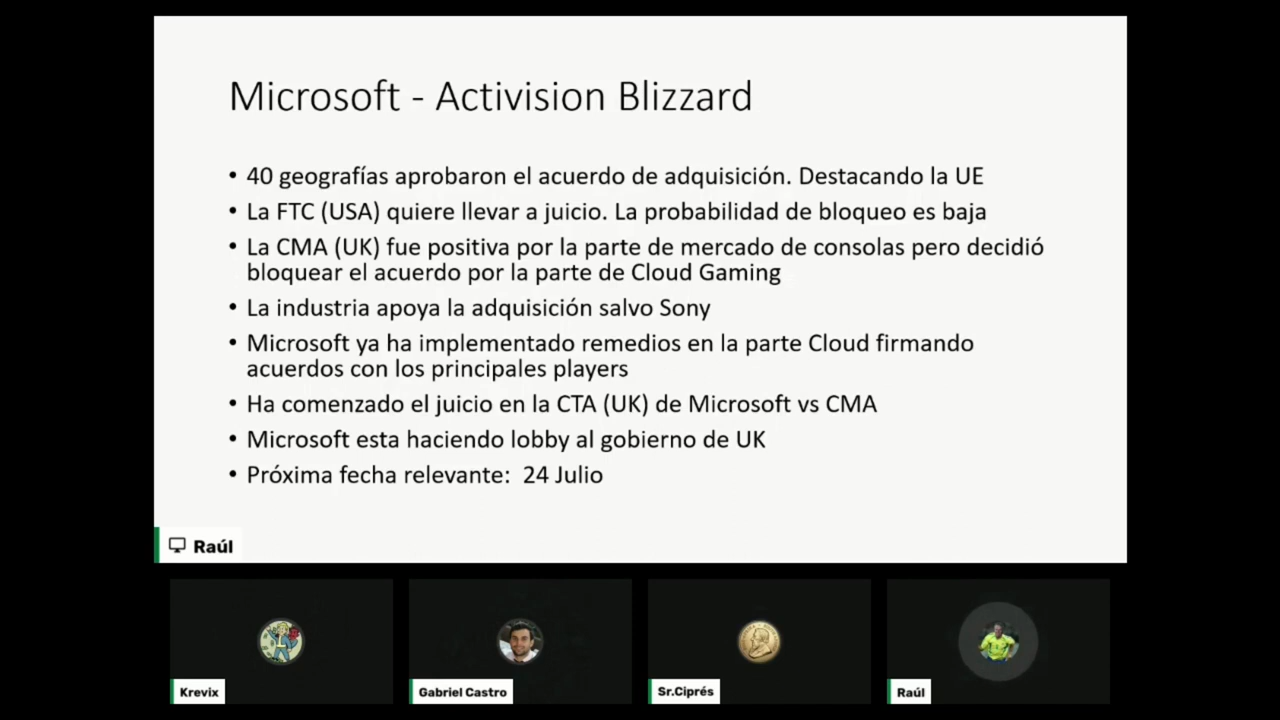 Microsoft - Activision Blizzard
• 40 geografías aprobaron el acuerdo de adquisición. Destacando la UE
• La FTC (USA) quiere llevar a juicio. La probabilidad de bloqueo es baja
• La CMA (UK) fue positiva por la parte de mercado de consolas pero decidió
bloquear el acuerdo por la parte de Cloud Gaming
• La industria apoya la adquisición salvo Sony
• Microsoft ya ha implementado remedios en la parte Cloud firmando
acuerdos con los principales players
• Ha comenzado el juicio en la CTA (UK) de Microsoft vs CMA
• Microsoft esta haciendo lobby al gobierno de UK
• Próxima fecha relevante:  24 Julio
Raúl
Krevix
Gabriel Castro
Sr.Ciprés
Raúl